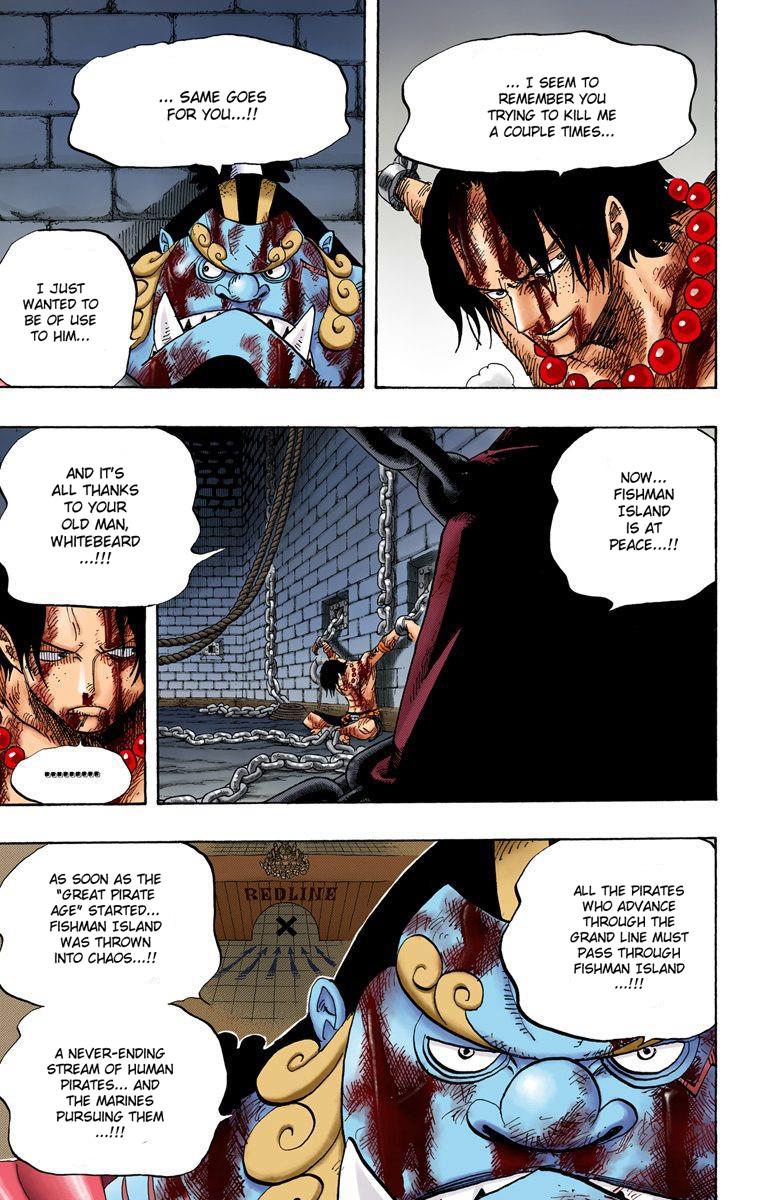 ... I SEEM TO
REMEMBER YOU
TRYING TO KILL ME
A COUPLE TIMES...
... SAME GOES
FOR YOU...!!
I JUST
WANTED TO
BE OF USE
TO HIM...
NOW...
FISHMAN
ISLAND
IS AT
PEACE...!!
AND IT'S
ALL THANKS
TO YOUR
OLD MAN,
WHITEBEARD
...!!!
..........
ALL THE PIRATES
WHO ADVANCE
THROUGH THE
GRAND LINE MUST
PASS THROUGH
FISHMAN ISLAND
...!!!
REDLINE
AS SOON AS THE
"GREAT PIRATE
AGE" STARTED...
FISHMAN ISLAND
WAS THROWN
INTO CHAOS...!!
A NEVER-ENDING
STREAM OF HUMAN
PIRATES... AND
THE MARINES
PURSUING THEM
...!!!